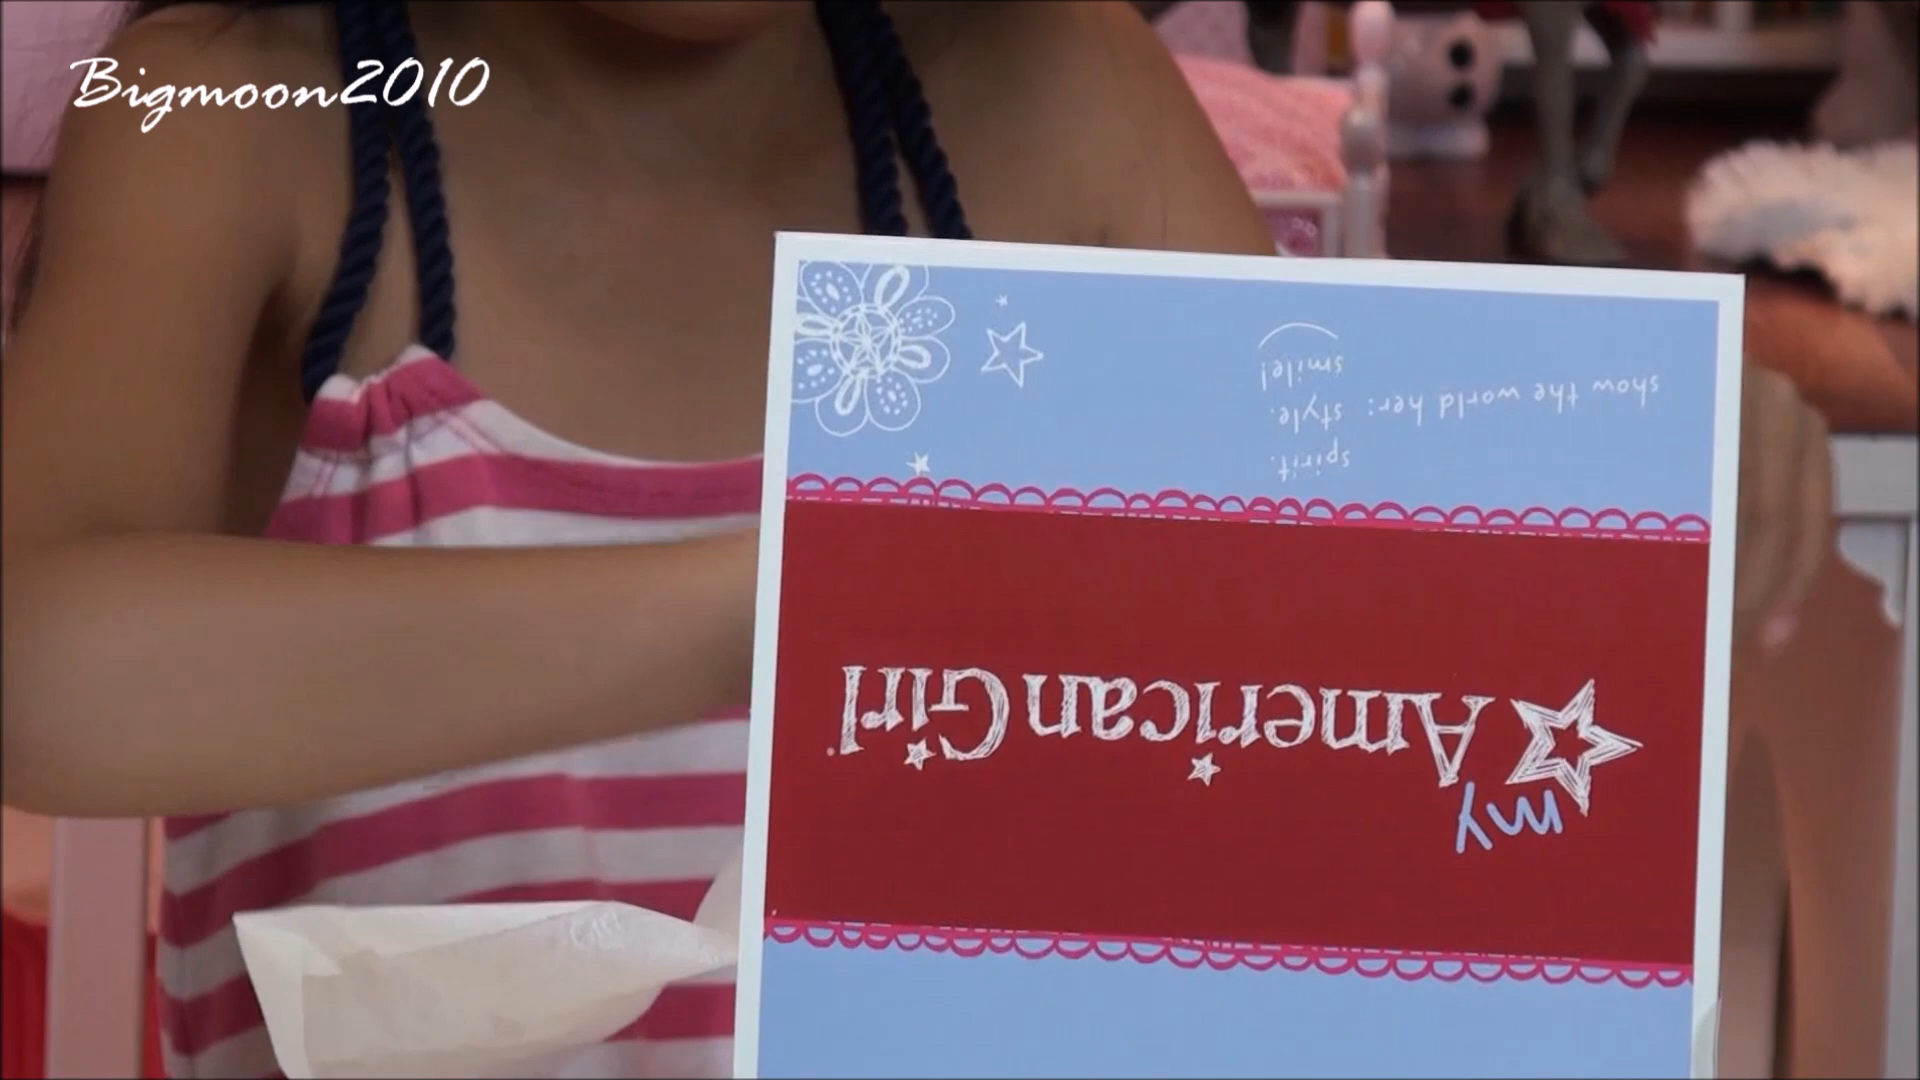 Bigmoon2010
my
American Girl
show the world her:
spirit.
style.
smile!